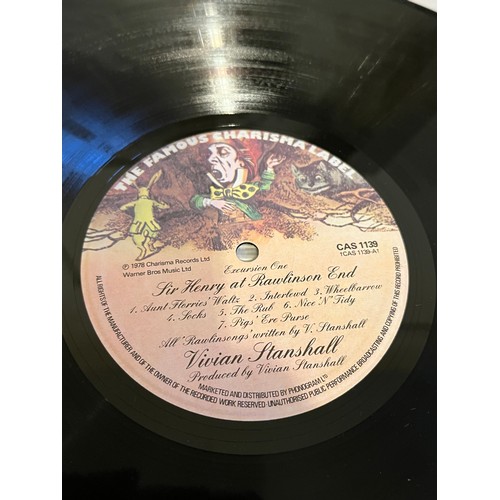 THE FAMOUS CHARISMA LABEL
℗ 1978 Charisma Records Ltd
Warner Bros Music Ltd
CAS 1139
1CAS 1139-A1
Excursion One
Sir Henry at Rawlinson End
1. Aunt Florries' Waltz 2. Interlewd 3. Wheelbarrow
4. Socks 5. The Rub 6. Nice 'N' Tidy
7. Pigs' Ere Purse
All 'Rawlinsongs' written by V. Stanshall
Vivian Stanshall
Produced by Vivian Stanshall
MARKETED AND DISTRIBUTED BY PHONOGRAM LTD
ALL RIGHTS OF THE MANUFACTURER AND OF THE OWNER OF THE RECORDED WORK RESERVED·UNAUTHORISED PUBLIC PERFORMANCE BROADCASTING AND COPYING OF THIS RECORD PROHIBITED